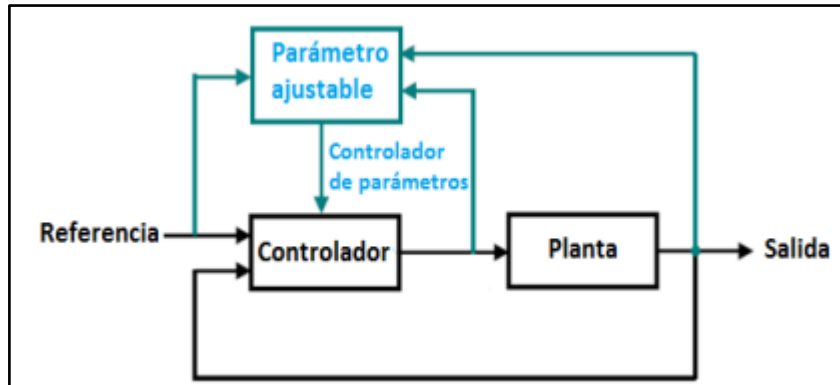 Parámetro
ajustable
Controlador
de parámetros
Referencia
Controlador
Planta
Salida